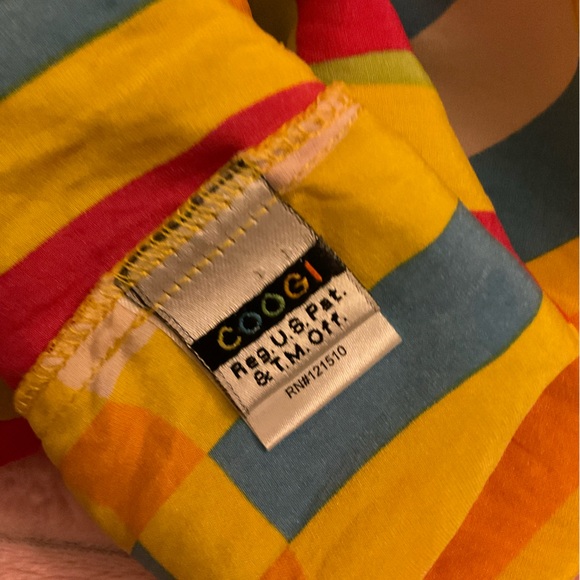 COOGI
Reg.U.S.Pat.
& T.M.Off.
RN#121510